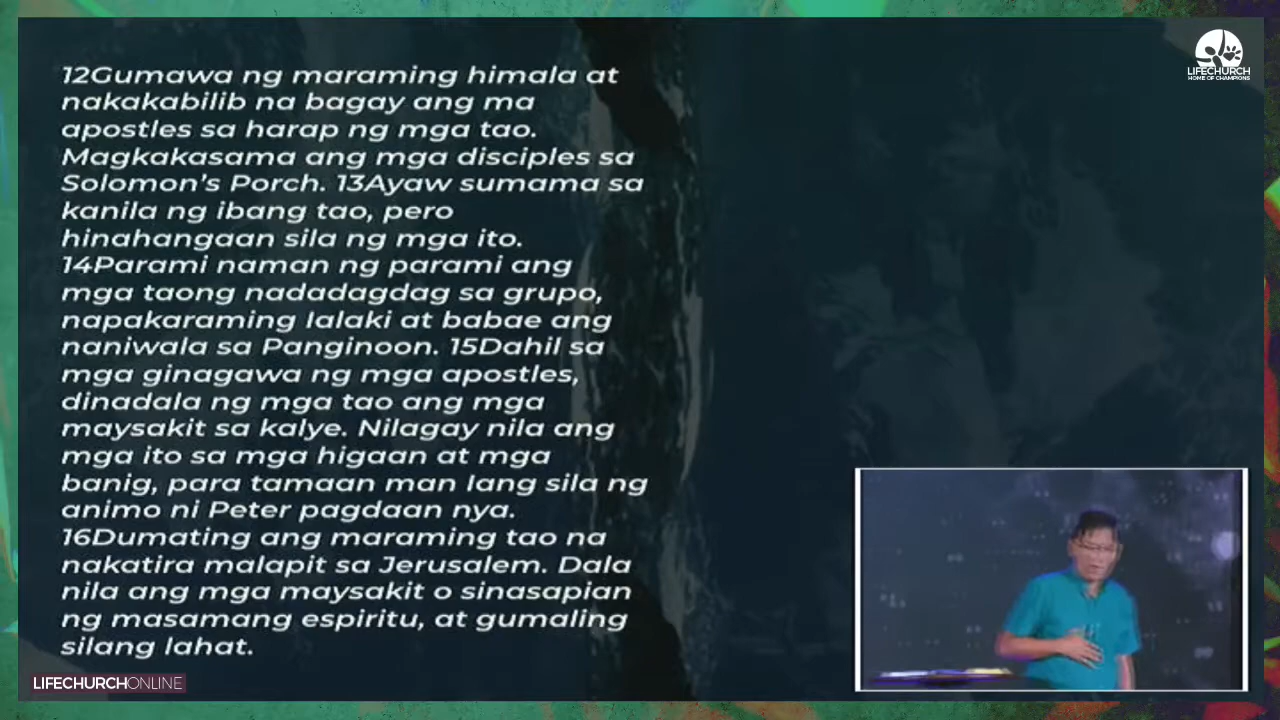 12Gumawa ng maraming himala at
nakakabilib na bagay ang ma
apostles sa harap ng mga tao.
Magkakasama ang mga disciples sa
Solomon's Porch. 13Ayaw sumama sa
kanila ng ibang tao, pero
hinahangaan sila ng mga ito.
14Parami naman ng parami ang
mga taong nadadagdag sa grupo,
napakaraming lalaki at babae ang
naniwala sa Panginoon. 15Dahil sa
mga ginagawa ng mga apostles,
dinadala ng mga tao ang mga
maysakit sa kalye. Nilagay nila ang
mga ito sa mga higaan at mga
banig, para tamaan man lang sila ng
animo ni Peter pagdaan nya.
16Dumating ang maraming tao na
nakatira malapit sa Jerusalem. Dala
nila ang mga maysakit o sinasapian
ng masamang espiritu, at gumaling
silang lahat.
LIFECHURCH
HOME OF CHAMPIONS
LIFECHURCHONLINE